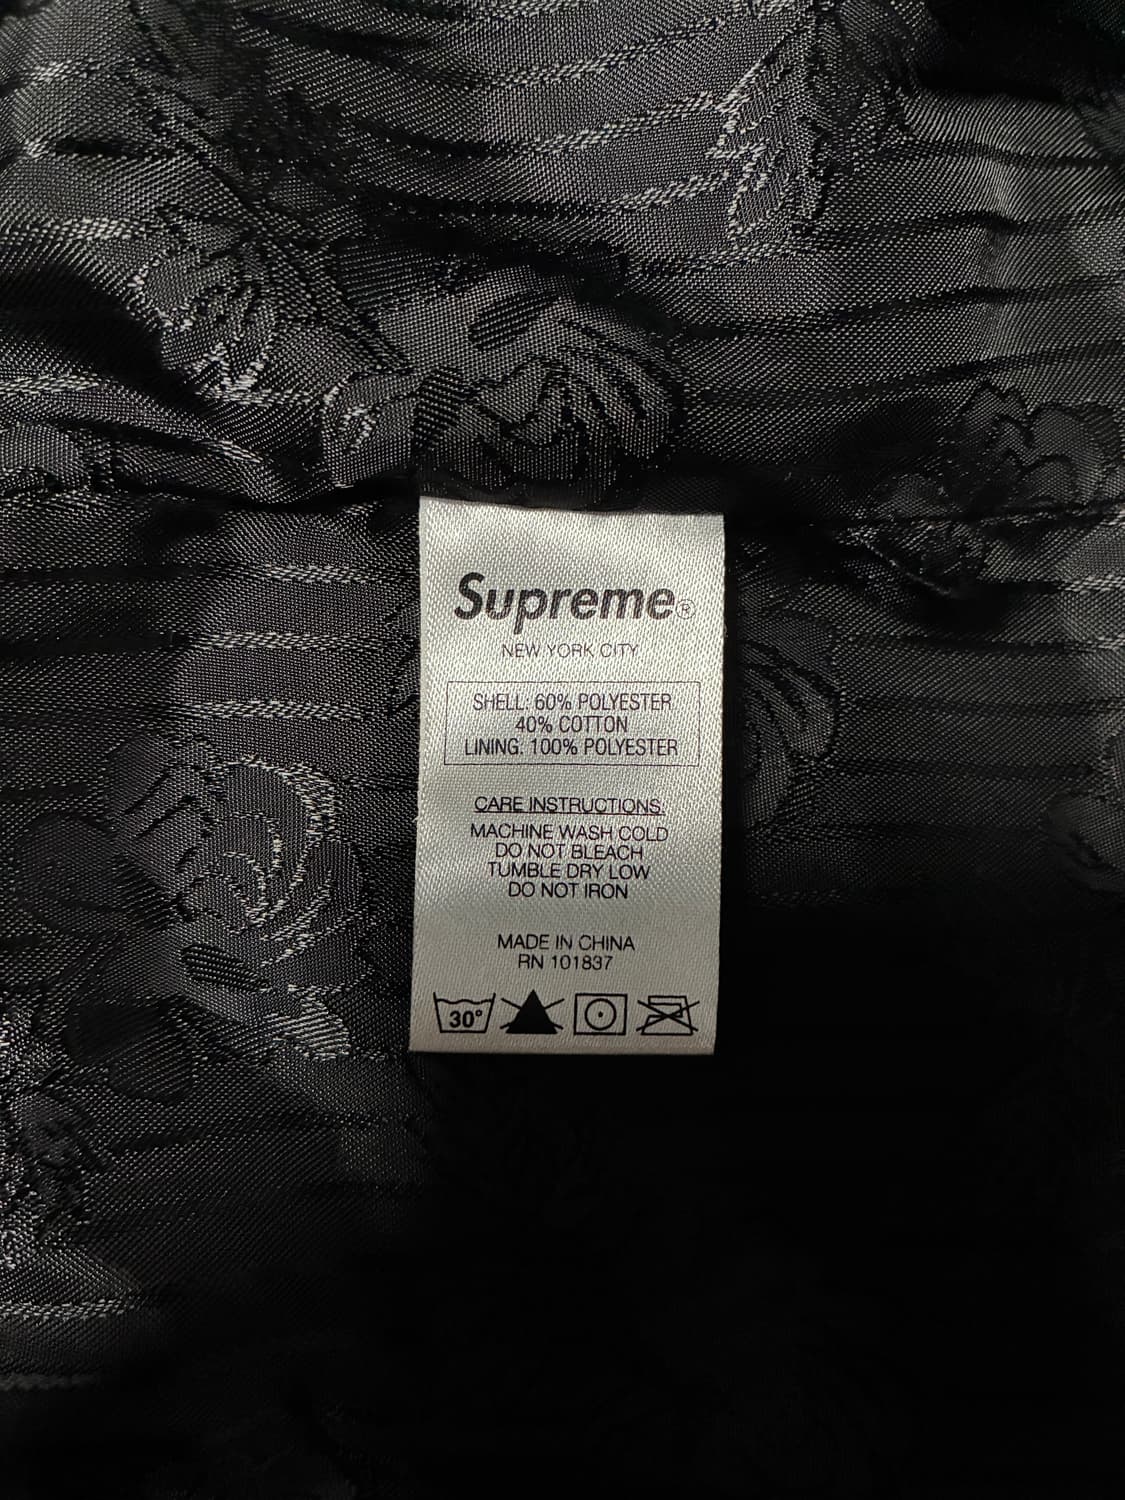 Supreme®
NEW YORK CITY
SHELL: 60% POLYESTER
40% COTTON
LINING: 100% POLYESTER
CARE INSTRUCTIONS:
MACHINE WASH COLD
DO NOT BLEACH
TUMBLE DRY LOW
DO NOT IRON
MADE IN CHINA
RN 101837
30°